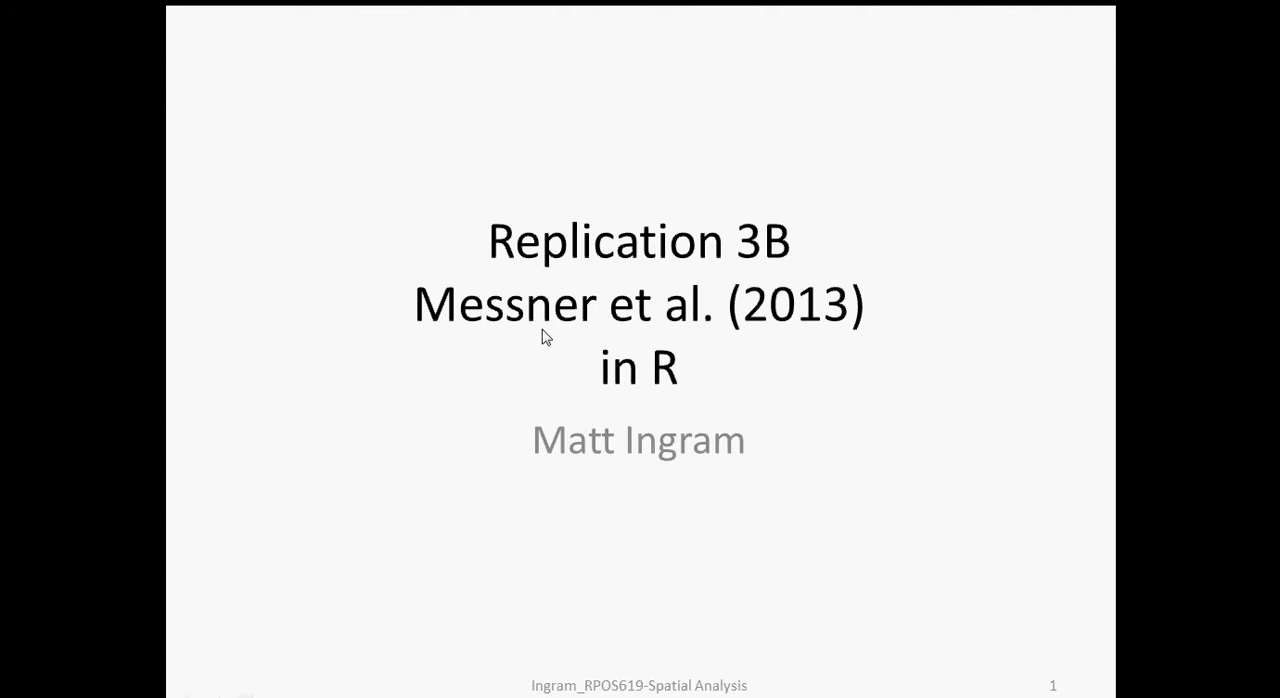 Replication 3B
Messner et al. (2013)
in R
Matt Ingram
Ingram_RPOS619-Spatial Analysis
1